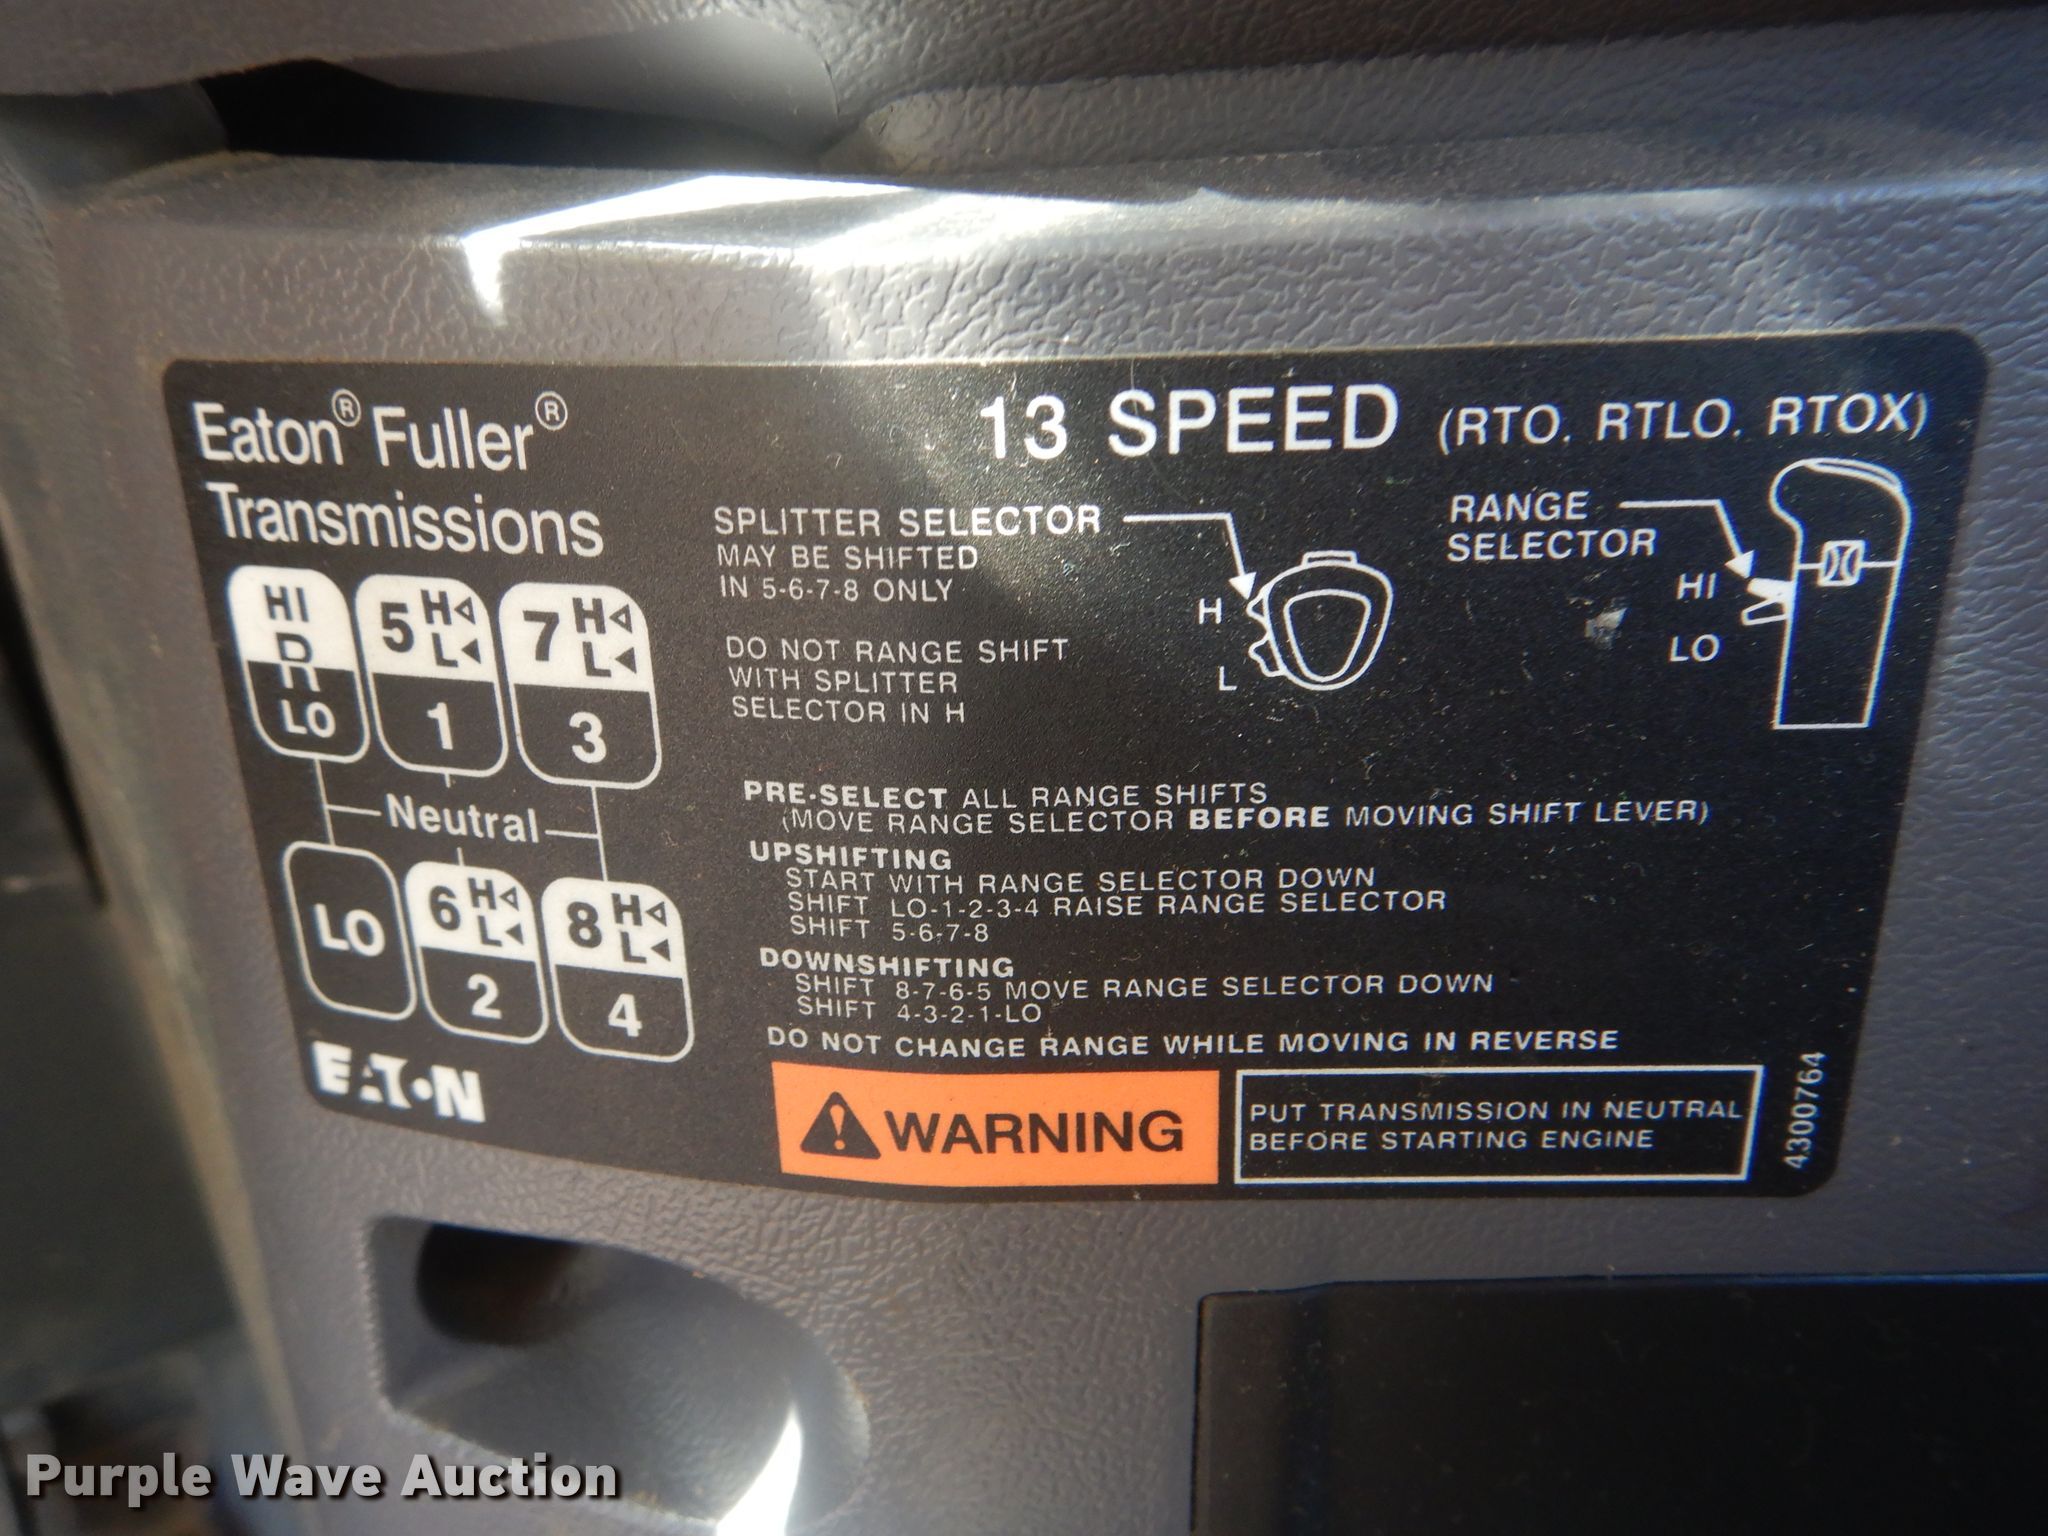 Eaton® Fuller®
Transmissions
13 SPEED (RTO, RTLO, RTOX)
SPLITTER SELECTOR
MAY BE SHIFTED
IN 5-6-7-8 ONLY
H
L
RANGE
SELECTOR
HI
LO
DO NOT RANGE SHIFT
WITH SPLITTER
SELECTOR IN H
HI
R
LO
5 H
L
1
7 H
L
3
Neutral
LO
6 H
L
2
8 H
L
4
PRE-SELECT ALL RANGE SHIFTS
(MOVE RANGE SELECTOR BEFORE MOVING SHIFT LEVER)
UPSHIFTING
START WITH RANGE SELECTOR DOWN
SHIFT LO-1-2-3-4 RAISE RANGE SELECTOR
SHIFT 5-6-7-8
DOWNSHIFTING
SHIFT 8-7-6-5 MOVE RANGE SELECTOR DOWN
SHIFT 4-3-2-1-LO
DO NOT CHANGE RANGE WHILE MOVING IN REVERSE
EATON
WARNING
PUT TRANSMISSION IN NEUTRAL
BEFORE STARTING ENGINE
4300764
Purple Wave Auction